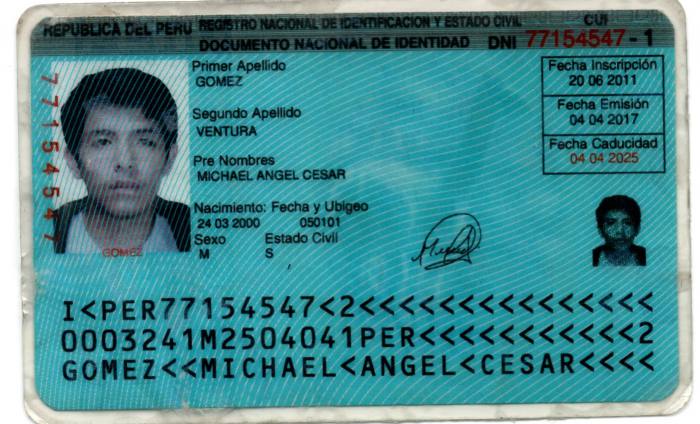 REPUBLICA DEL PERU REGISTRO NACIONAL DE IDENTIFICACION Y ESTADO CIVIL CUI
DOCUMENTO NACIONAL DE IDENTIDAD DNI 77154547 - 1
77154547
Primer Apellido
GOMEZ
Segundo Apellido
VENTURA
Pre Nombres
MICHAEL ANGEL CESAR
Nacimiento: Fecha y Ubigeo
24 03 2000 050101
Sexo Estado Civil
M S
Fecha Inscripción
20 06 2011
Fecha Emisión
04 04 2017
Fecha Caducidad
04 04 2025
GOMEZ
I<PER77154547<2<<<<<<<<<<<<<<<
0003241M2504041PER<<<<<<<<<<<2
GOMEZ<<MICHAEL<ANGEL<CESAR<<<<